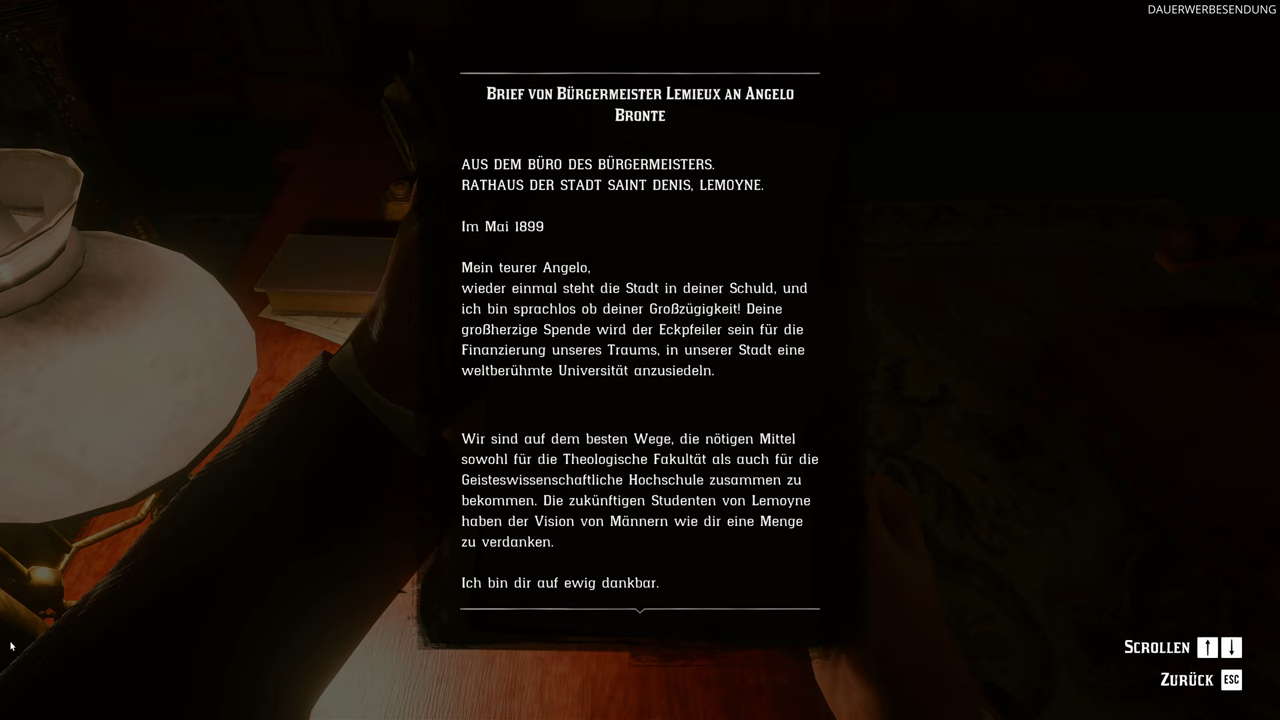 DAUERWERBESENDUNG
Brief von Bürgermeister Lemieux an Angelo
Bronte
AUS DEM BÜRO DES BÜRGERMEISTERS.
RATHAUS DER STADT SAINT DENIS, LEMOYNE.
Im Mai 1899
Mein teurer Angelo,
wieder einmal steht die Stadt in deiner Schuld, und
ich bin sprachlos ob deiner Großzügigkeit! Deine
großherzige Spende wird der Eckpfeiler sein für die
Finanzierung unseres Traums, in unserer Stadt eine
weltberühmte Universität anzusiedeln.
Wir sind auf dem besten Wege, die nötigen Mittel
sowohl für die Theologische Fakultät als auch für die
Geisteswissenschaftliche Hochschule zusammen zu
bekommen. Die zukünftigen Studenten von Lemoyne
haben der Vision von Männern wie dir eine Menge
zu verdanken.
Ich bin dir auf ewig dankbar.
Scrollen ↑ ↓
Zurück ESC